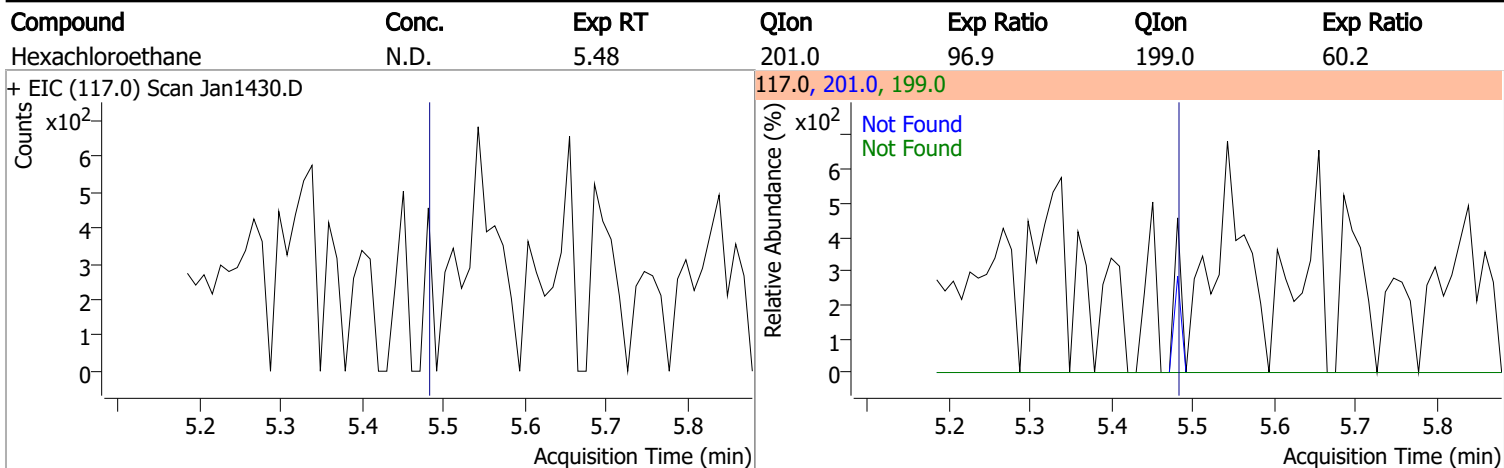 Compound Conc. Exp RT QIon Exp Ratio QIon Exp Ratio
Hexachloroethane N.D. 5.48 201.0 96.9 199.0 60.2
+ EIC (117.0) Scan Jan1430.D
Counts
x10²
6
5
4
3
2
1
0
5.2 5.3 5.4 5.5 5.6 5.7 5.8
Acquisition Time (min)
117.0, 201.0, 199.0
Relative Abundance (%)
x10²
Not Found
Not Found
6
5
4
3
2
1
0
5.2 5.3 5.4 5.5 5.6 5.7 5.8
Acquisition Time (min)